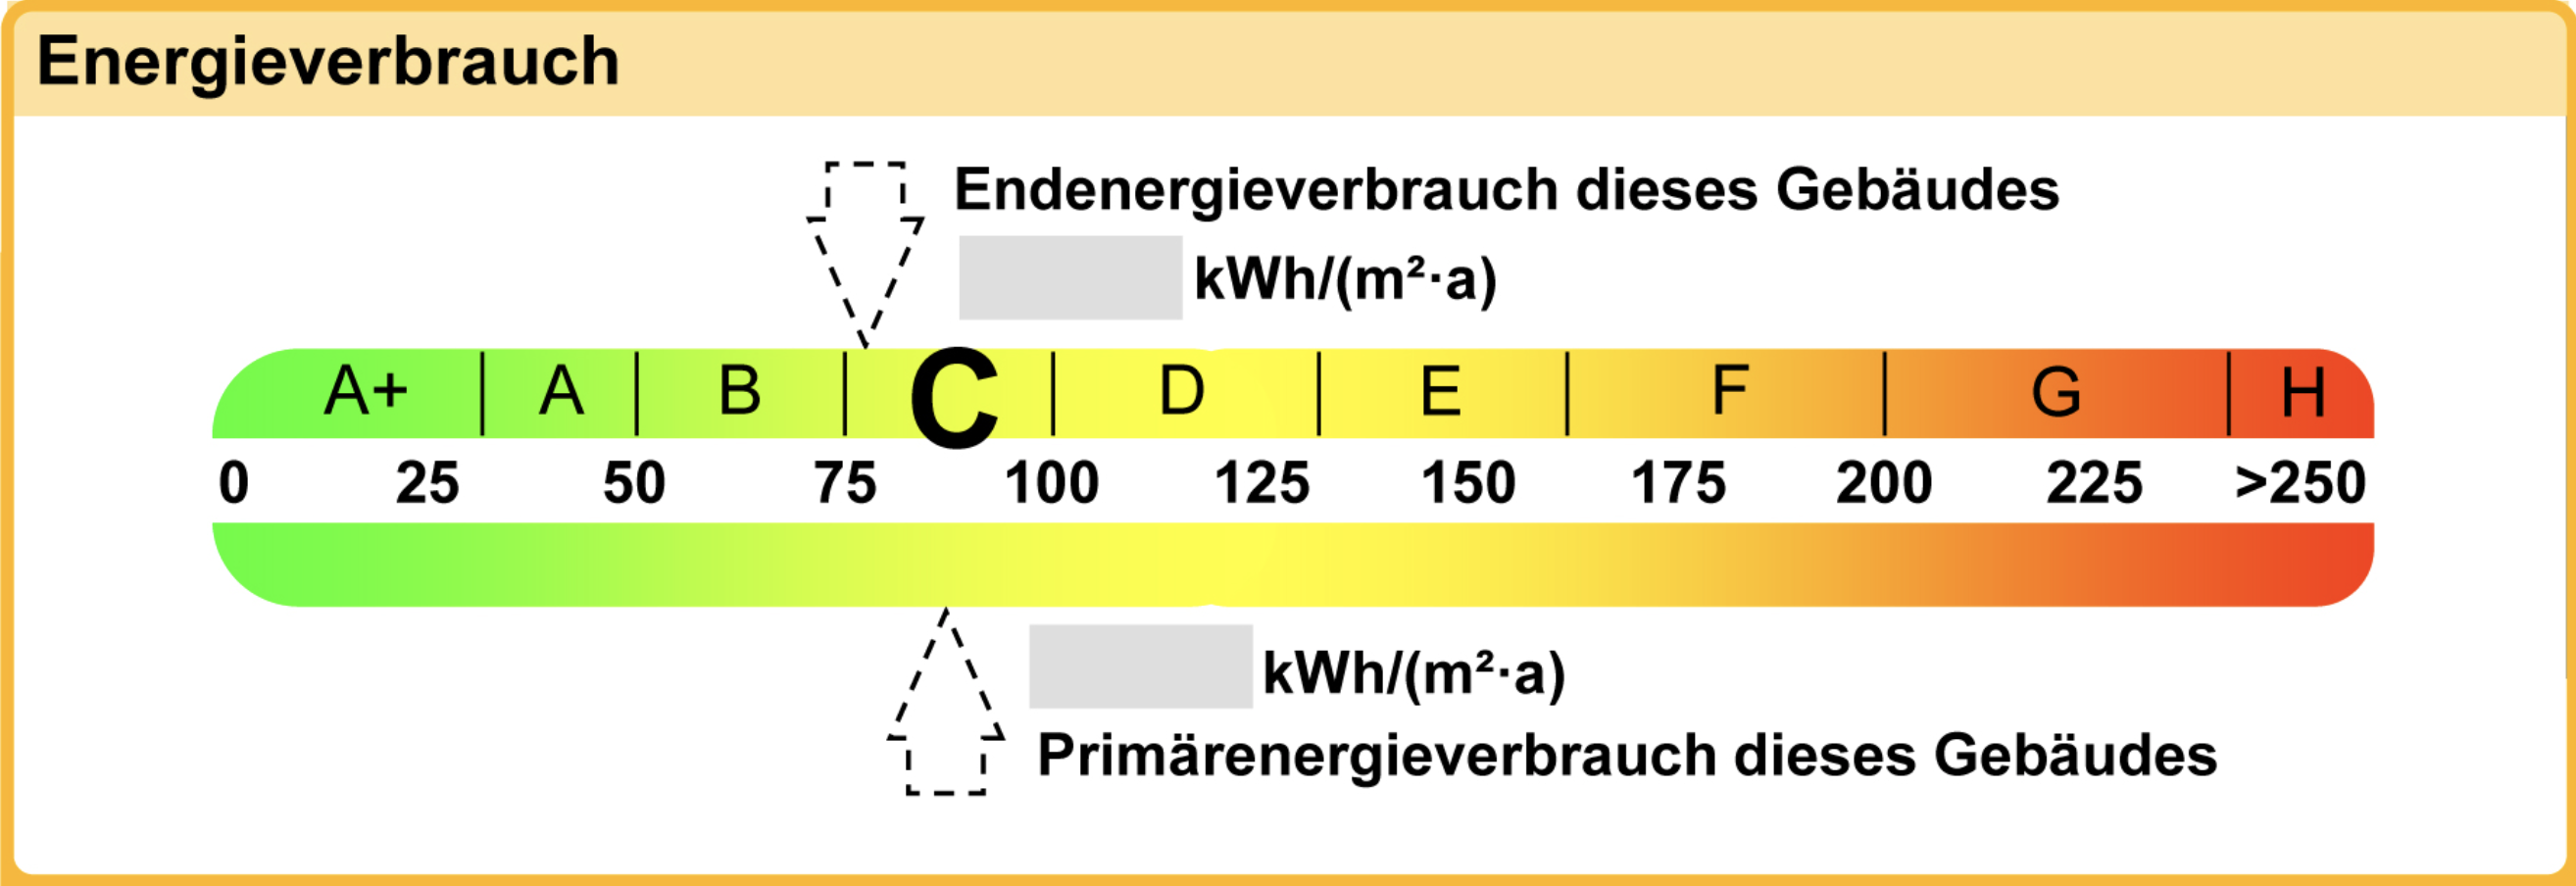 Energieverbrauch
Endenergieverbrauch dieses Gebäudes
kWh/(m²·a)
A+ A B C D E F G H
0 25 50 75 100 125 150 175 200 225 >250
kWh/(m²·a)
Primärenergieverbrauch dieses Gebäudes